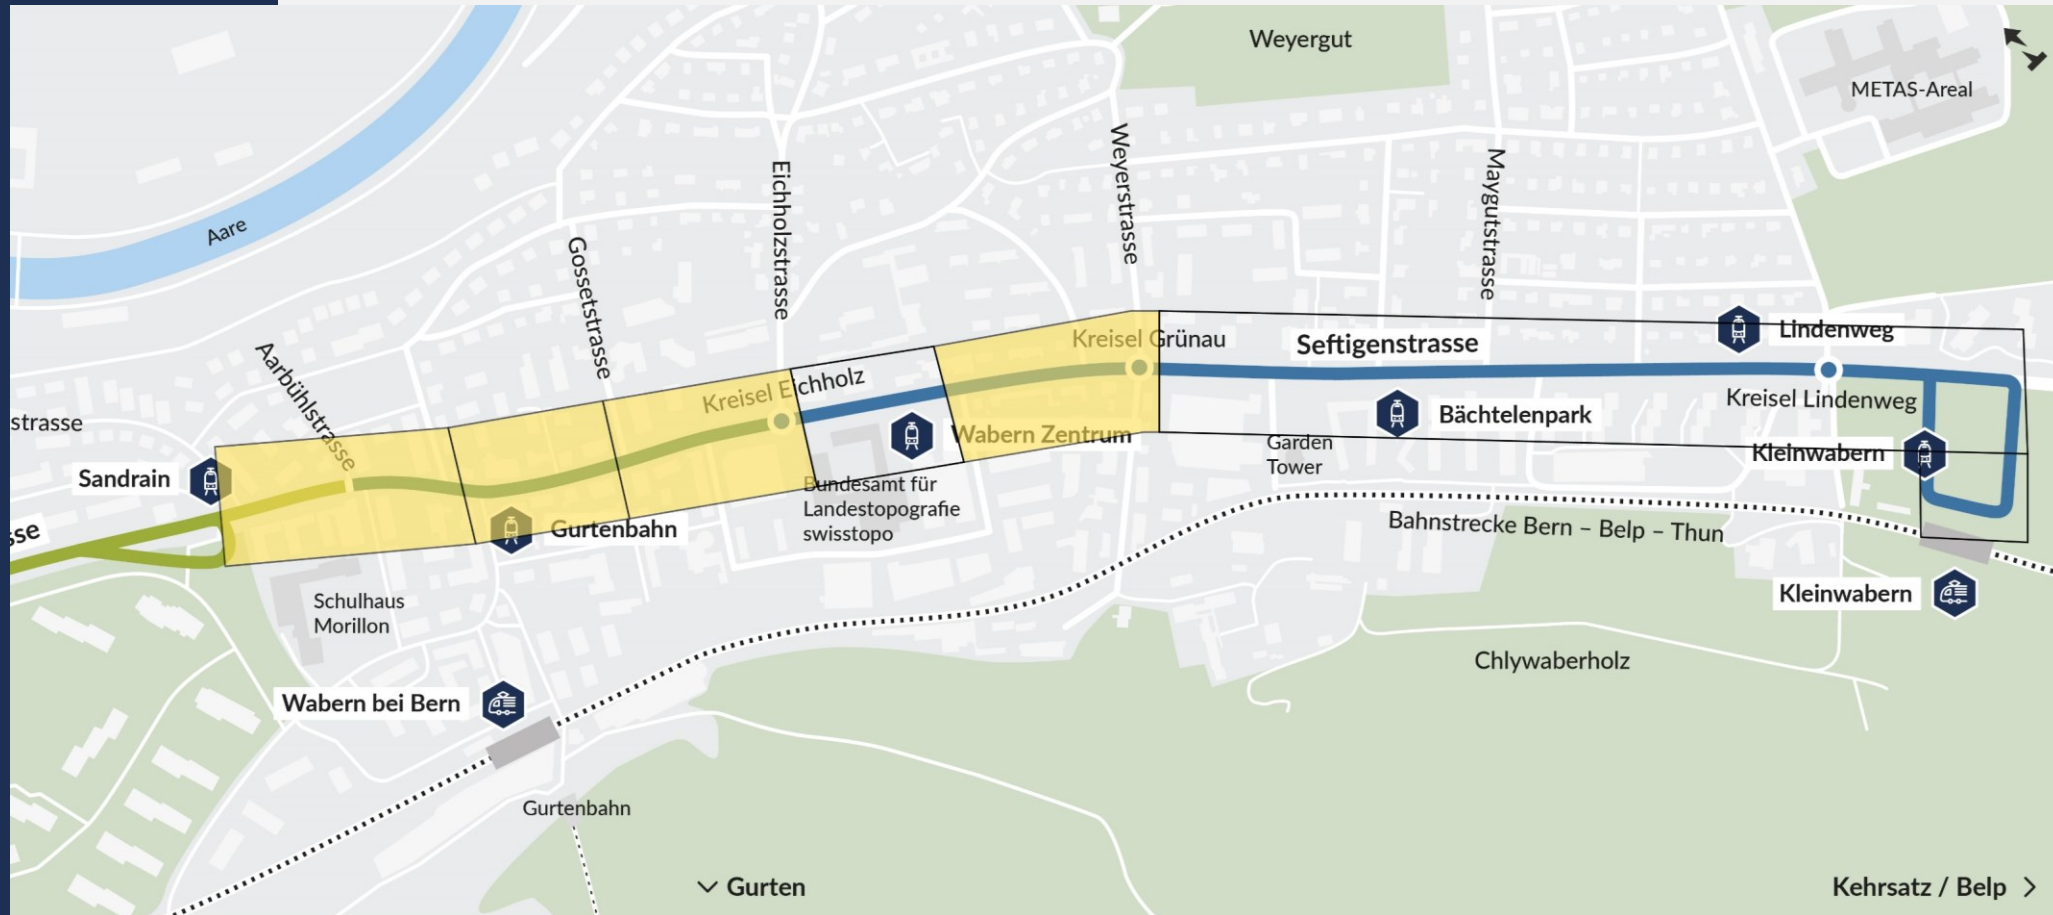 Weyergut
METAS-Areal
Aare
Gossetstrasse
Eichholzstrasse
Weyerstrasse
Maygutstrasse
Aarbühlstrasse
strasse
Sandrain
sse
Kreisel Eichholz
Kreisel Grünau
Seftigenstrasse
Lindenweg
Kreisel Lindenweg
Wabern Zentrum
Bächtelenpark
Garden
Tower
Kleinwabern
Gurtenbahn
Bundesamt für
Landestopografie
swisstopo
Bahnstrecke Bern – Belp – Thun
Kleinwabern
Schulhaus
Morillon
Chlywaberholz
Wabern bei Bern
Gurtenbahn
Gurten
Kehrsatz / Belp